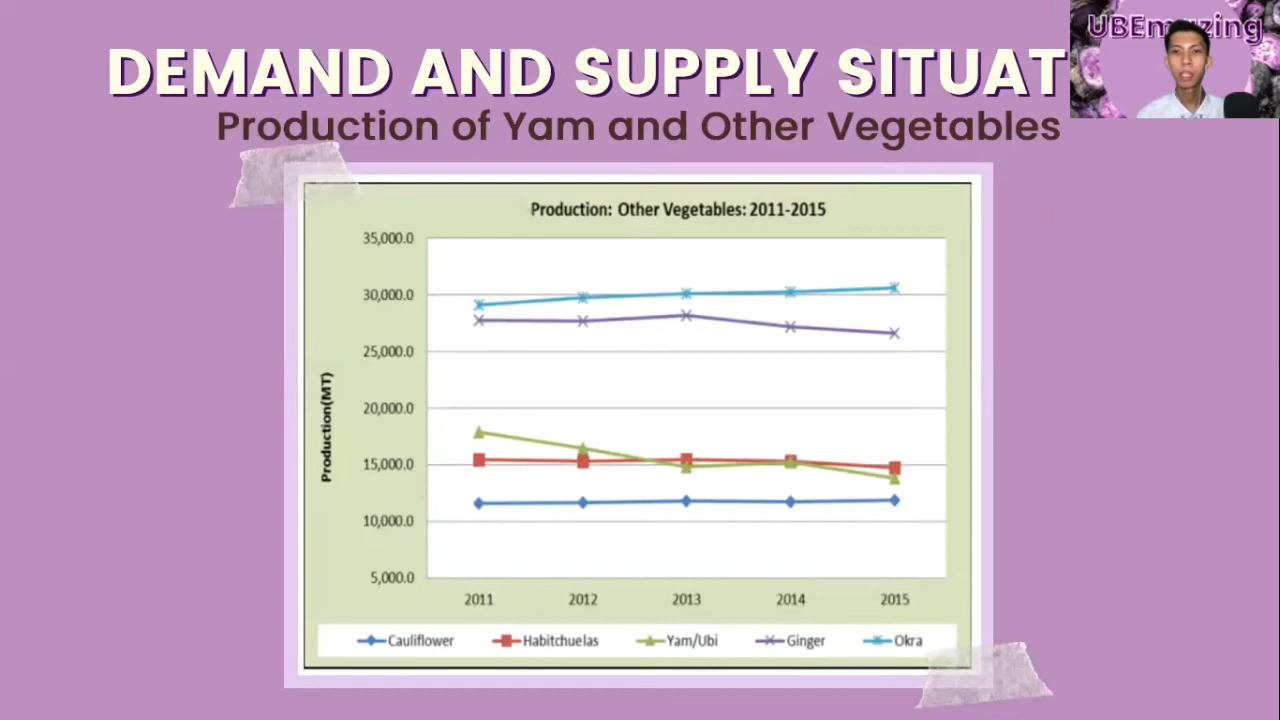 DEMAND AND SUPPLY SITUAT
UBEmazing
Production of Yam and Other Vegetables
Production: Other Vegetables: 2011-2015
Production(MT)
35,000.0
30,000.0
25,000.0
20,000.0
15,000.0
10,000.0
5,000.0
2011 2012 2013 2014 2015
Cauliflower Habitchuelas Yam/Ubi Ginger Okra